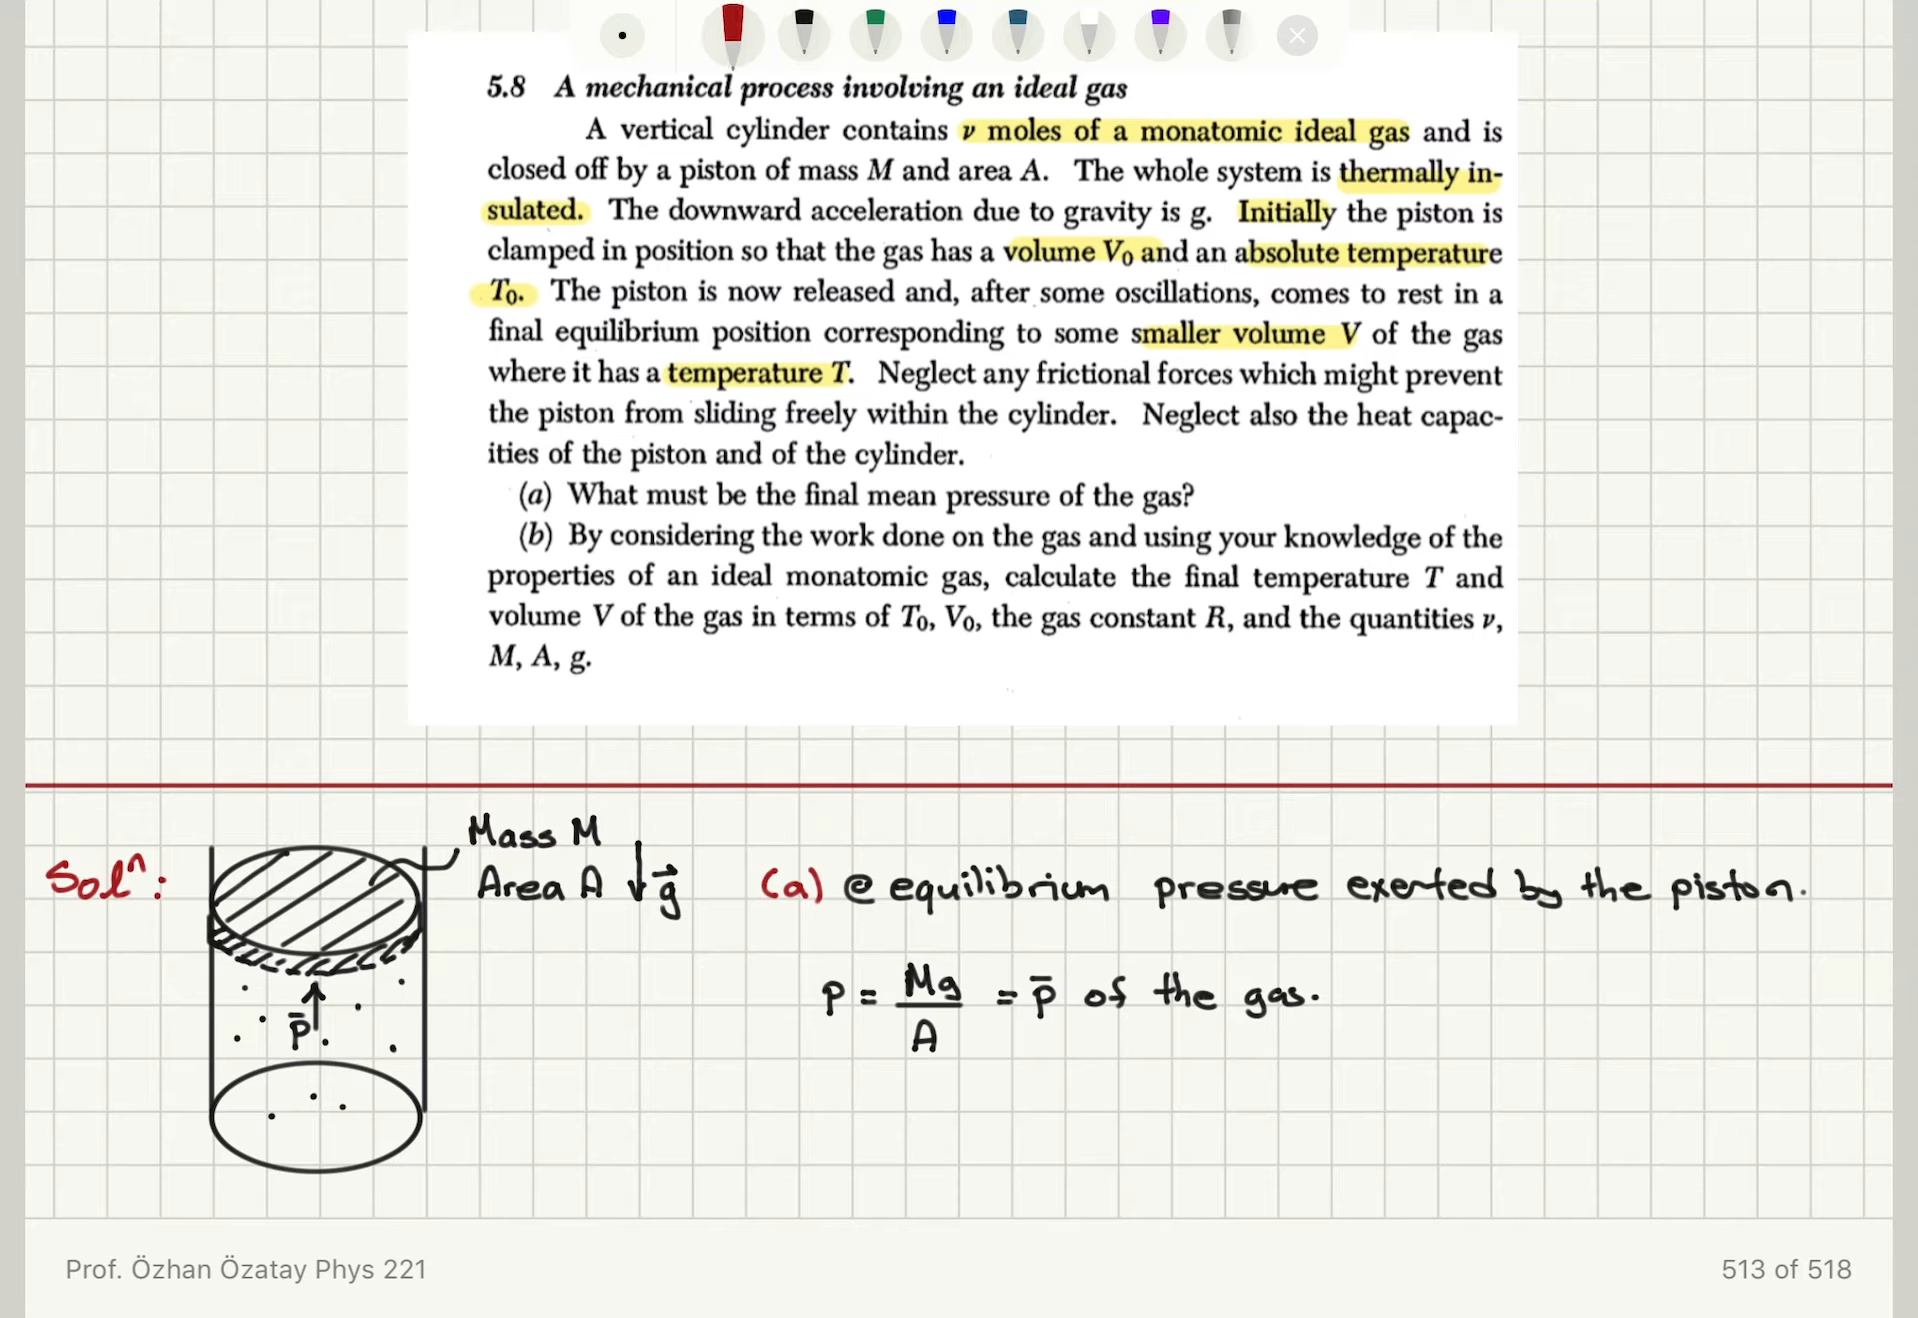 5.8 A mechanical process involving an ideal gas
A vertical cylinder contains ν moles of a monatomic ideal gas and is
closed off by a piston of mass M and area A. The whole system is thermally in-
sulated. The downward acceleration due to gravity is g. Initially the piston is
clamped in position so that the gas has a volume V₀ and an absolute temperature
T₀. The piston is now released and, after some oscillations, comes to rest in a
final equilibrium position corresponding to some smaller volume V of the gas
where it has a temperature T. Neglect any frictional forces which might prevent
the piston from sliding freely within the cylinder. Neglect also the heat capac-
ities of the piston and of the cylinder.
(a) What must be the final mean pressure of the gas?
(b) By considering the work done on the gas and using your knowledge of the
properties of an ideal monatomic gas, calculate the final temperature T and
volume V of the gas in terms of T₀, V₀, the gas constant R, and the quantities ν,
M, A, g.
Solⁿ:
Mass M
Area A ↓g⃗
p̄
(a) @ equilibrium pressure exerted by the piston.
p = Mg/A = p̄ of the gas.
Prof. Özhan Özatay Phys 221
513 of 518